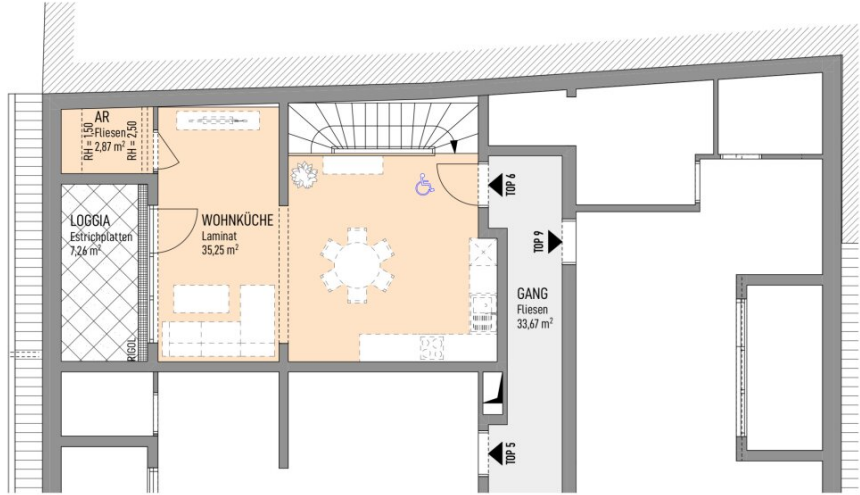 AR
Fliesen
2,87 m²
RH = 1,50
RH = 2,50
LOGGIA
Estrichplatten
7,26 m²
RIGOL
WOHNKÜCHE
Laminat
35,25 m²
TOP 6
TOP 9
GANG
Fliesen
33,67 m²
TOP 5